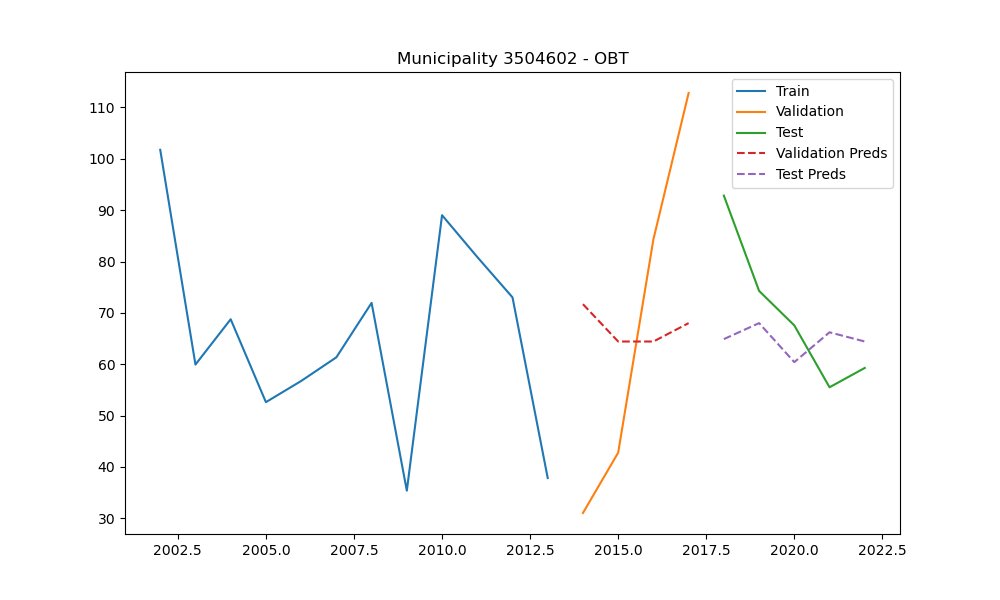 Municipality 3504602 - OBT
Train
Validation
Test
Validation Preds
Test Preds
110
100
90
80
70
60
50
40
30
2002.5 2005.0 2007.5 2010.0 2012.5 2015.0 2017.5 2020.0 2022.5